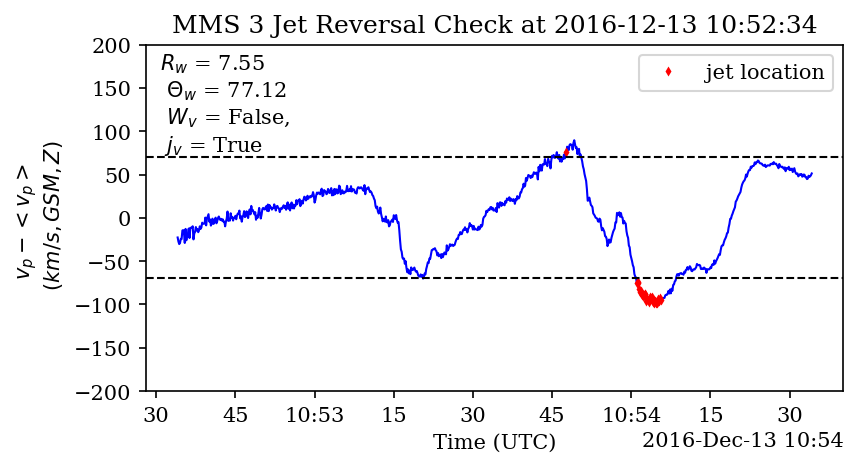 MMS 3 Jet Reversal Check at 2016-12-13 10:52:34
200
150
100
50
0
−50
−100
−150
−200
v_p − <v_p>
(km/s, GSM, Z)
R_w = 7.55
Θ_w = 77.12
W_v = False,
j_v = True
jet location
30 45 10:53 15 30 45 10:54 15 30
Time (UTC)
2016-Dec-13 10:54